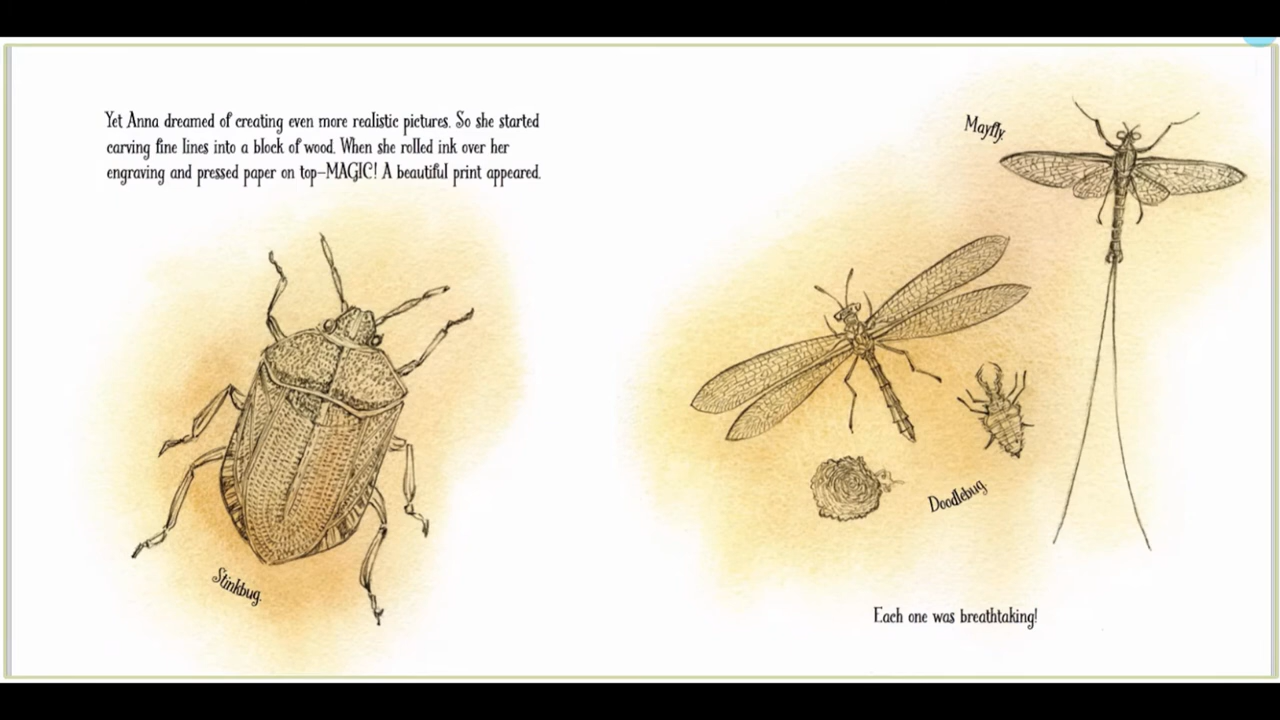 Yet Anna dreamed of creating even more realistic pictures. So she started
carving fine lines into a block of wood. When she rolled ink over her
engraving and pressed paper on top—MAGIC! A beautiful print appeared.
Stinkbug.
Mayfly.
Doodlebug.
Each one was breathtaking!